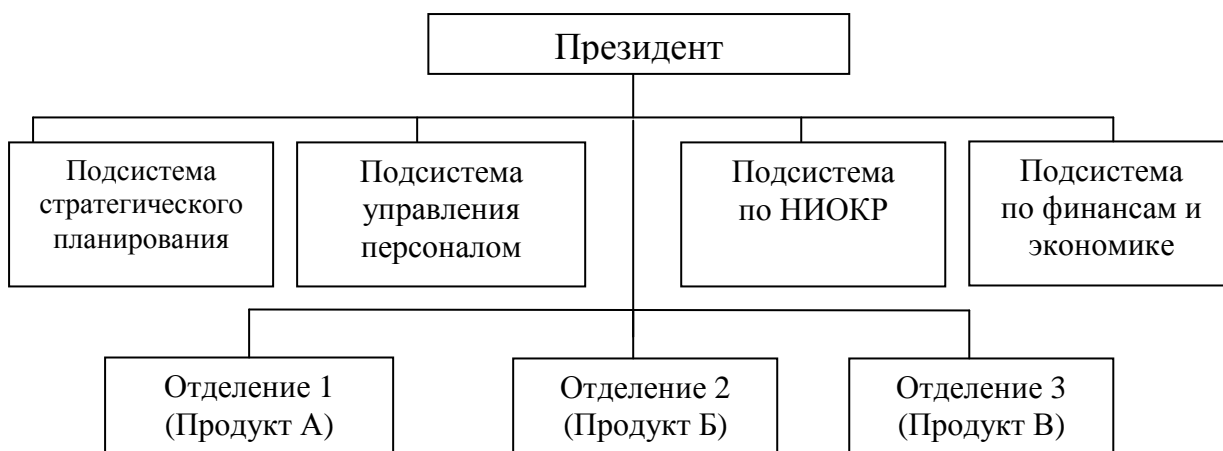 Президент
Подсистема
стратегического
планирования
Подсистема
управления
персоналом
Подсистема
по НИОКР
Подсистема
по финансам и
экономике
Отделение 1
(Продукт А)
Отделение 2
(Продукт Б)
Отделение 3
(Продукт В)